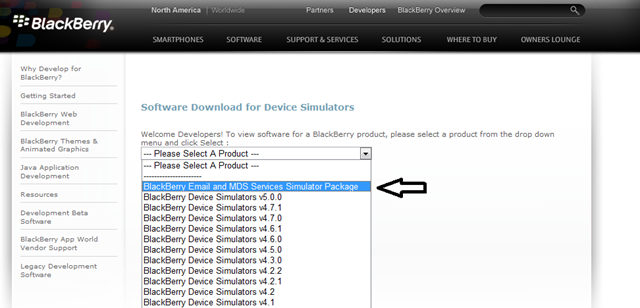 North America | Worldwide
Partners Developers BlackBerry Overview
BlackBerry.
SMARTPHONES SOFTWARE SUPPORT & SERVICES SOLUTIONS WHERE TO BUY OWNERS LOUNGE
Why Develop for
BlackBerry?
Getting Started
BlackBerry Web
Development
BlackBerry Themes &
Animated Graphics
Java Application
Development
Resources
Development Beta
Software
BlackBerry App World
Vendor Support
Legacy Development
Software
Software Download for Device Simulators
Welcome Developers! To view software for a BlackBerry product, please select a product from the drop down
menu and click Select :
--- Please Select A Product ---
--- Please Select A Product ---
----------------------
BlackBerry Email and MDS Services Simulator Package
BlackBerry Device Simulators v5.0.0
BlackBerry Device Simulators v4.7.1
BlackBerry Device Simulators v4.7.0
BlackBerry Device Simulators v4.6.1
BlackBerry Device Simulators v4.6.0
BlackBerry Device Simulators v4.5.0
BlackBerry Device Simulators v4.3.0
BlackBerry Device Simulators v4.2.2
BlackBerry Device Simulators v4.2.1
BlackBerry Device Simulators v4.2
BlackBerry Device Simulators v4.1